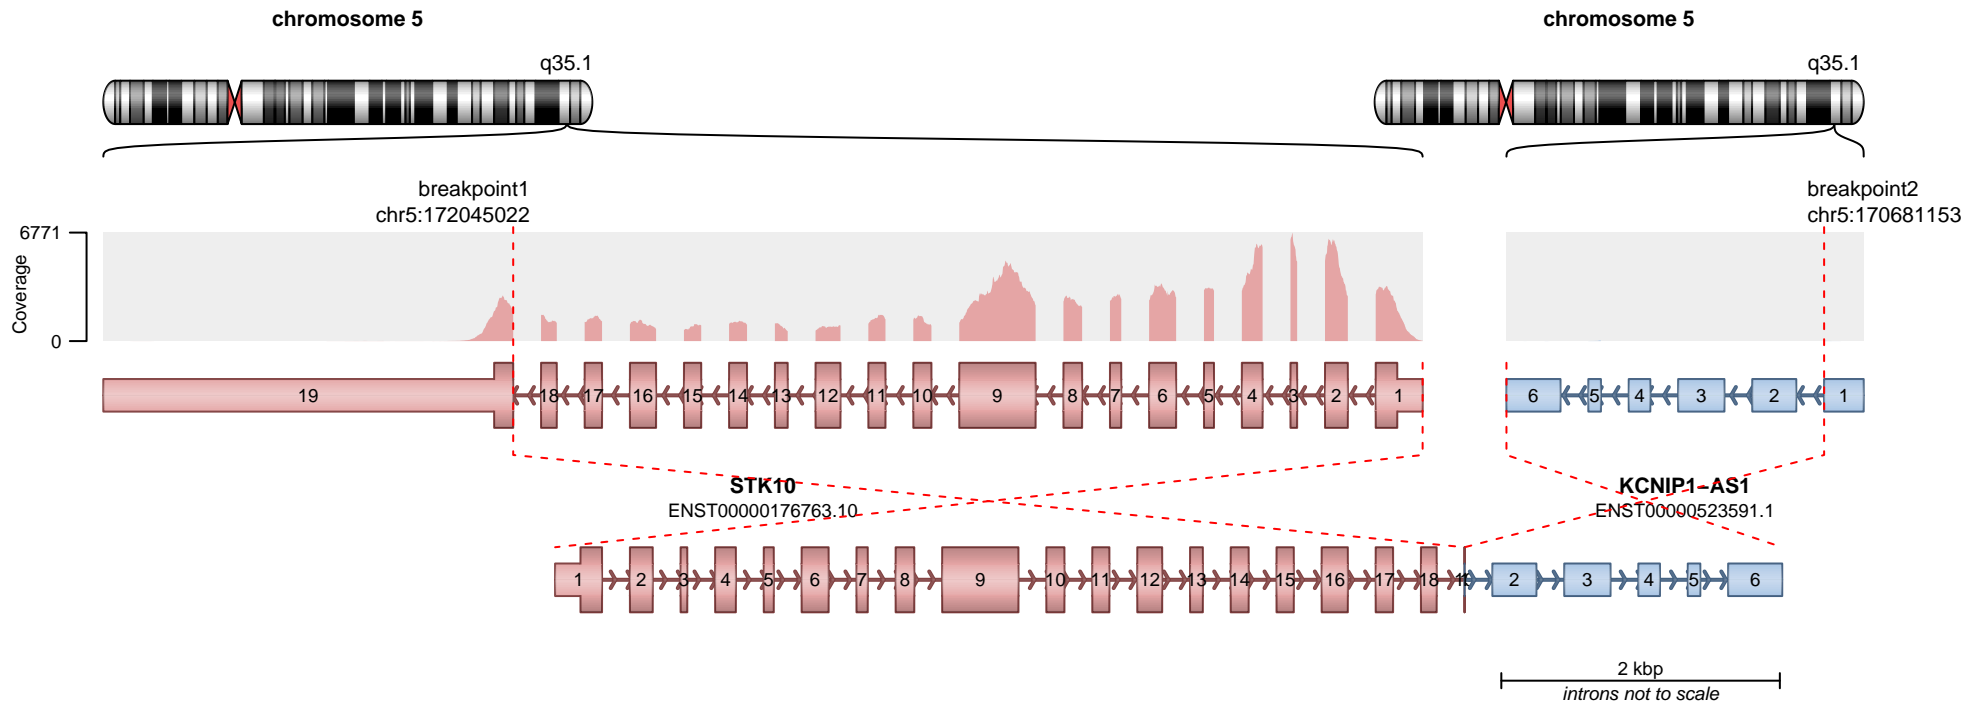 chromosome 5
chromosome 5
q35.1
q35.1
breakpoint1
chr5:172045022
breakpoint2
chr5:170681153
6771
Coverage
0
19 18 17 16 15 14 13 12 11 10 9 8 7 6 5 4 3 2 1
6 5 4 3 2 1
STK10
ENST00000176763.10
KCNIP1-AS1
ENST00000523591.1
1 2 3 4 5 6 7 8 9 10 11 12 13 14 15 16 17 18
2 3 4 5 6
2 kbp
introns not to scale